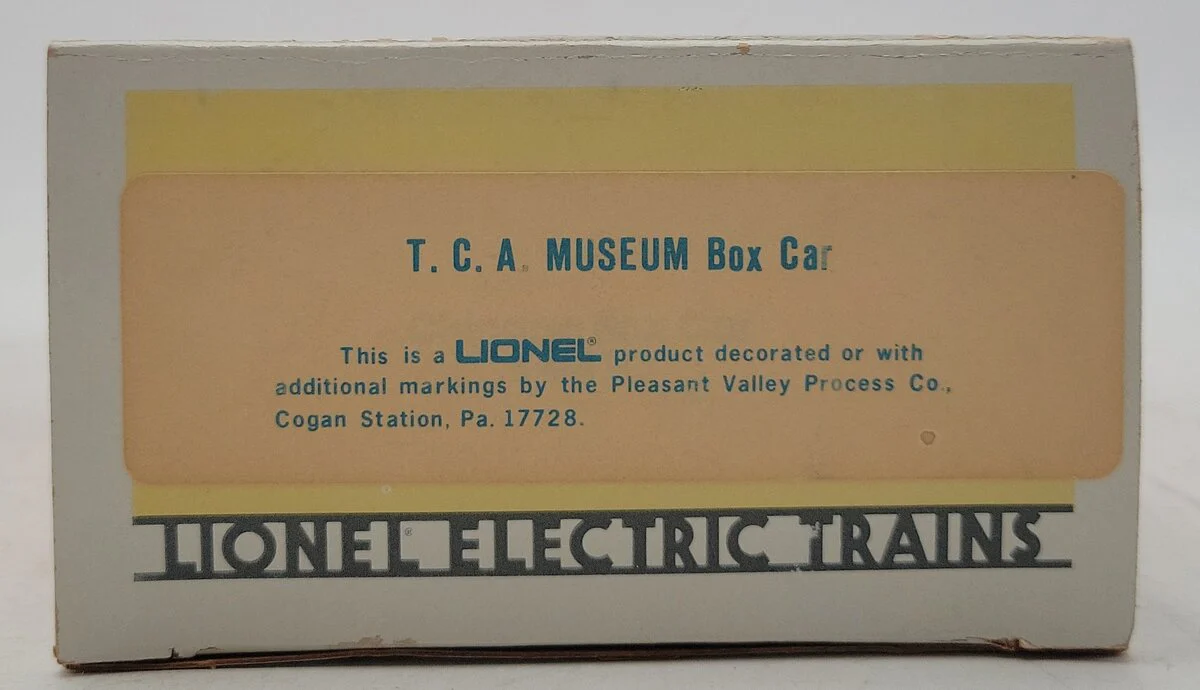 T. C. A. MUSEUM Box Car
This is a LIONEL® product decorated or with
additional markings by the Pleasant Valley Process Co.,
Cogan Station, Pa. 17728.
LIONEL® ELECTRIC TRAINS